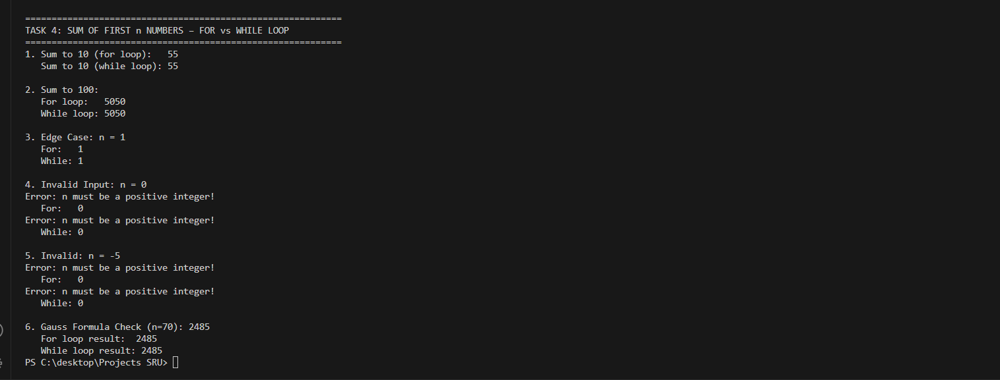 ============================================================
TASK 4: SUM OF FIRST n NUMBERS – FOR vs WHILE LOOP
============================================================
1. Sum to 10 (for loop):   55
   Sum to 10 (while loop): 55

2. Sum to 100:
   For loop:   5050
   While loop: 5050

3. Edge Case: n = 1
   For:   1
   While: 1

4. Invalid Input: n = 0
Error: n must be a positive integer!
   For:   0
Error: n must be a positive integer!
   While: 0

5. Invalid: n = -5
Error: n must be a positive integer!
   For:   0
Error: n must be a positive integer!
   While: 0

6. Gauss Formula Check (n=70): 2485
   For loop result:  2485
   While loop result: 2485
PS C:\desktop\Projects SRU>